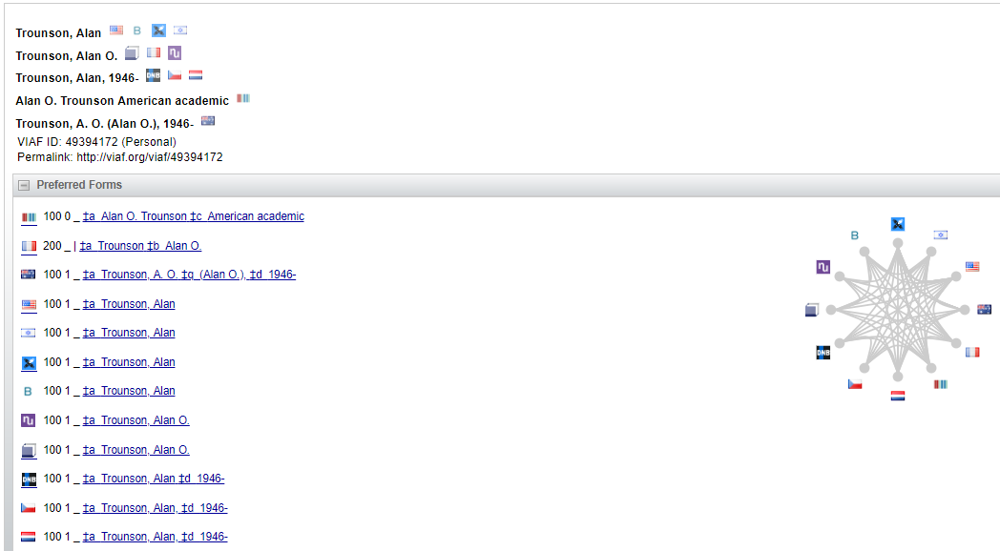 Trounson, Alan B
Trounson, Alan O.
Trounson, Alan, 1946- DNB
Alan O. Trounson American academic
Trounson, A. O. (Alan O.), 1946-
VIAF ID: 49394172 (Personal)
Permalink: http://viaf.org/viaf/49394172
Preferred Forms
100 0 _ ‡a Alan O. Trounson ‡c American academic
200 _ | ‡a Trounson ‡b Alan O.
100 1 _ ‡a Trounson, A. O. ‡q (Alan O.), ‡d 1946-
100 1 _ ‡a Trounson, Alan
100 1 _ ‡a Trounson, Alan
100 1 _ ‡a Trounson, Alan
B 100 1 _ ‡a Trounson, Alan
100 1 _ ‡a Trounson, Alan O.
100 1 _ ‡a Trounson, Alan O.
DNB 100 1 _ ‡a Trounson, Alan ‡d 1946-
100 1 _ ‡a Trounson, Alan, ‡d 1946-
100 1 _ ‡a Trounson, Alan, ‡d 1946-
B
DNB